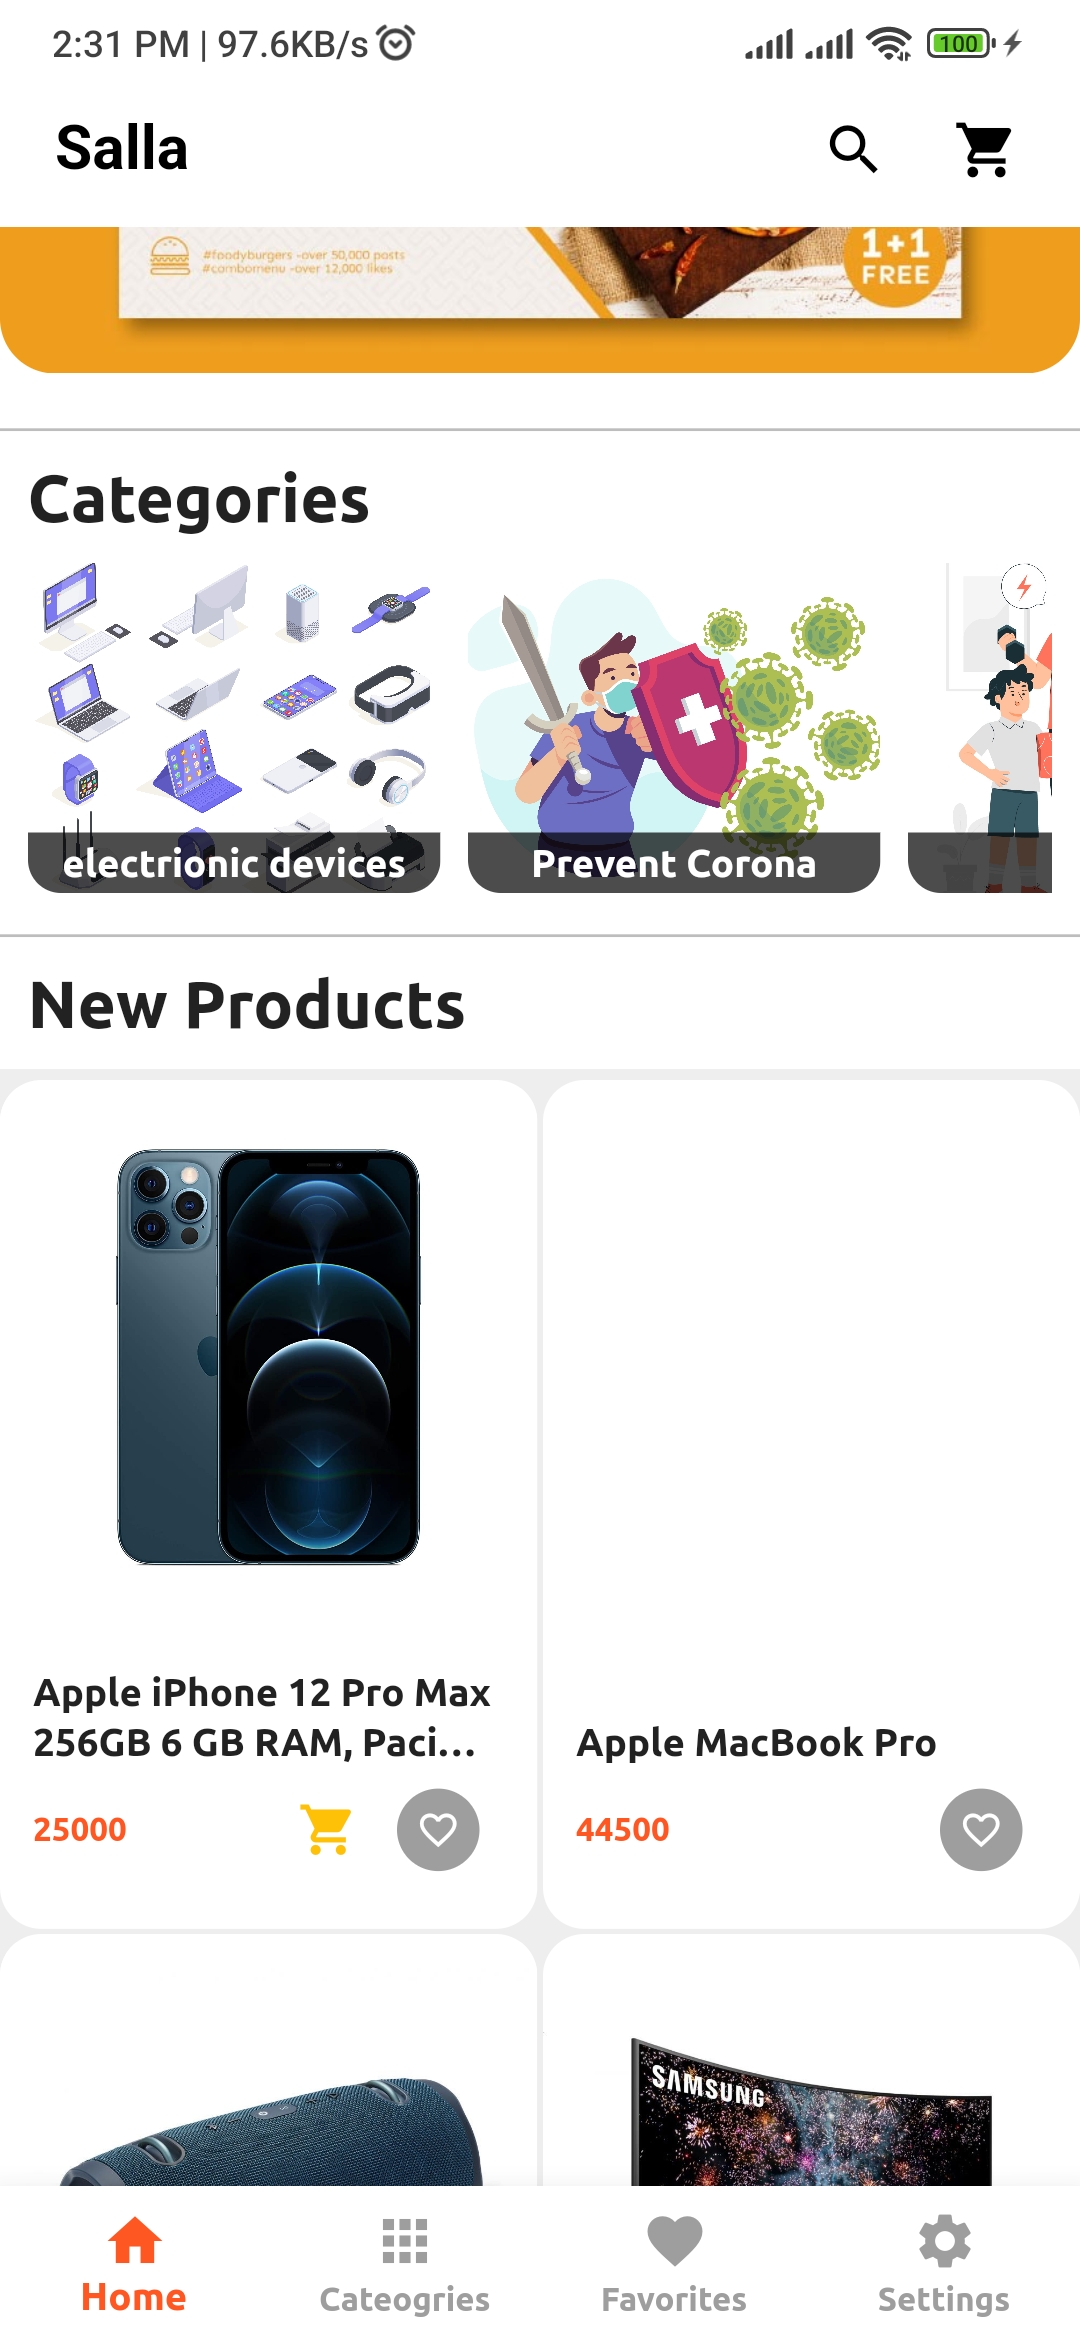 2:31 PM | 97.6KB/s
100
Salla
#foodyburgers -over 50,000 posts
#combomenu -over 12,000 likes
1+1
FREE
Categories
electrionic devices
Prevent Corona
New Products
Apple iPhone 12 Pro Max
256GB 6 GB RAM, Paci...
25000
Apple MacBook Pro
44500
SAMSUNG
Home
Cateogries
Favorites
Settings